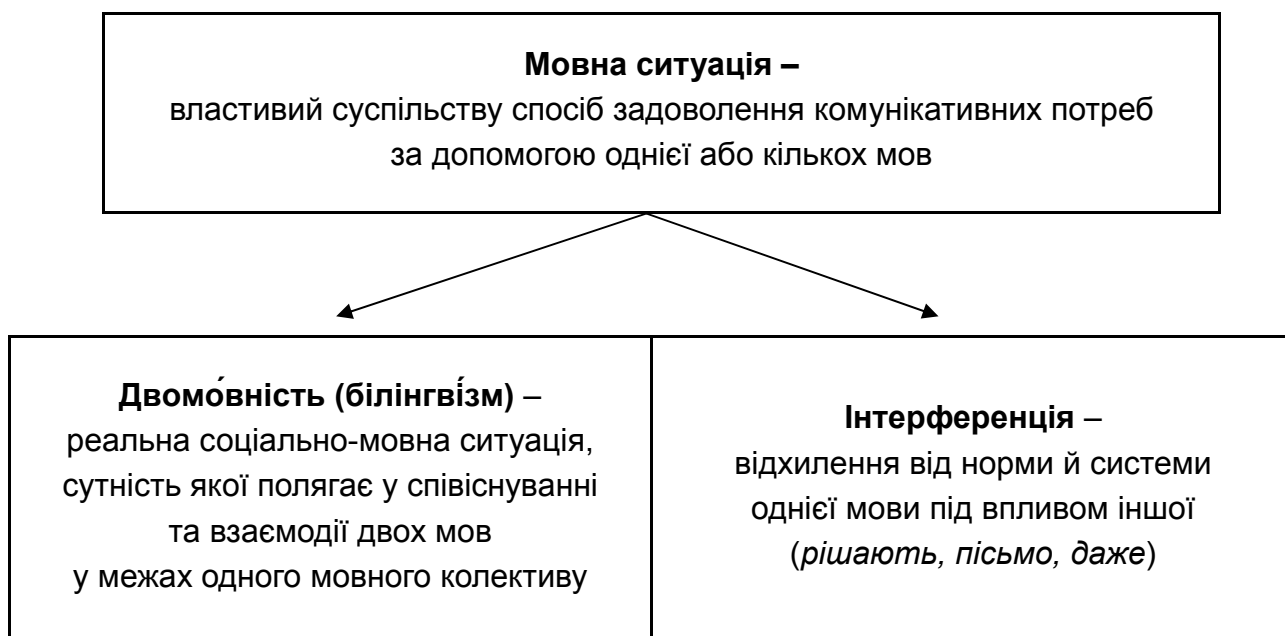 Мовна ситуація –
властивий суспільству спосіб задоволення комунікативних потреб
за допомогою однієї або кількох мов
Двомо́вність (білінгві́зм) –
реальна соціально-мовна ситуація,
сутність якої полягає у співіснуванні
та взаємодії двох мов
у межах одного мовного колективу
Інтерференція –
відхилення від норми й системи
однієї мови під впливом іншої
(рішають, пісьмо, даже)